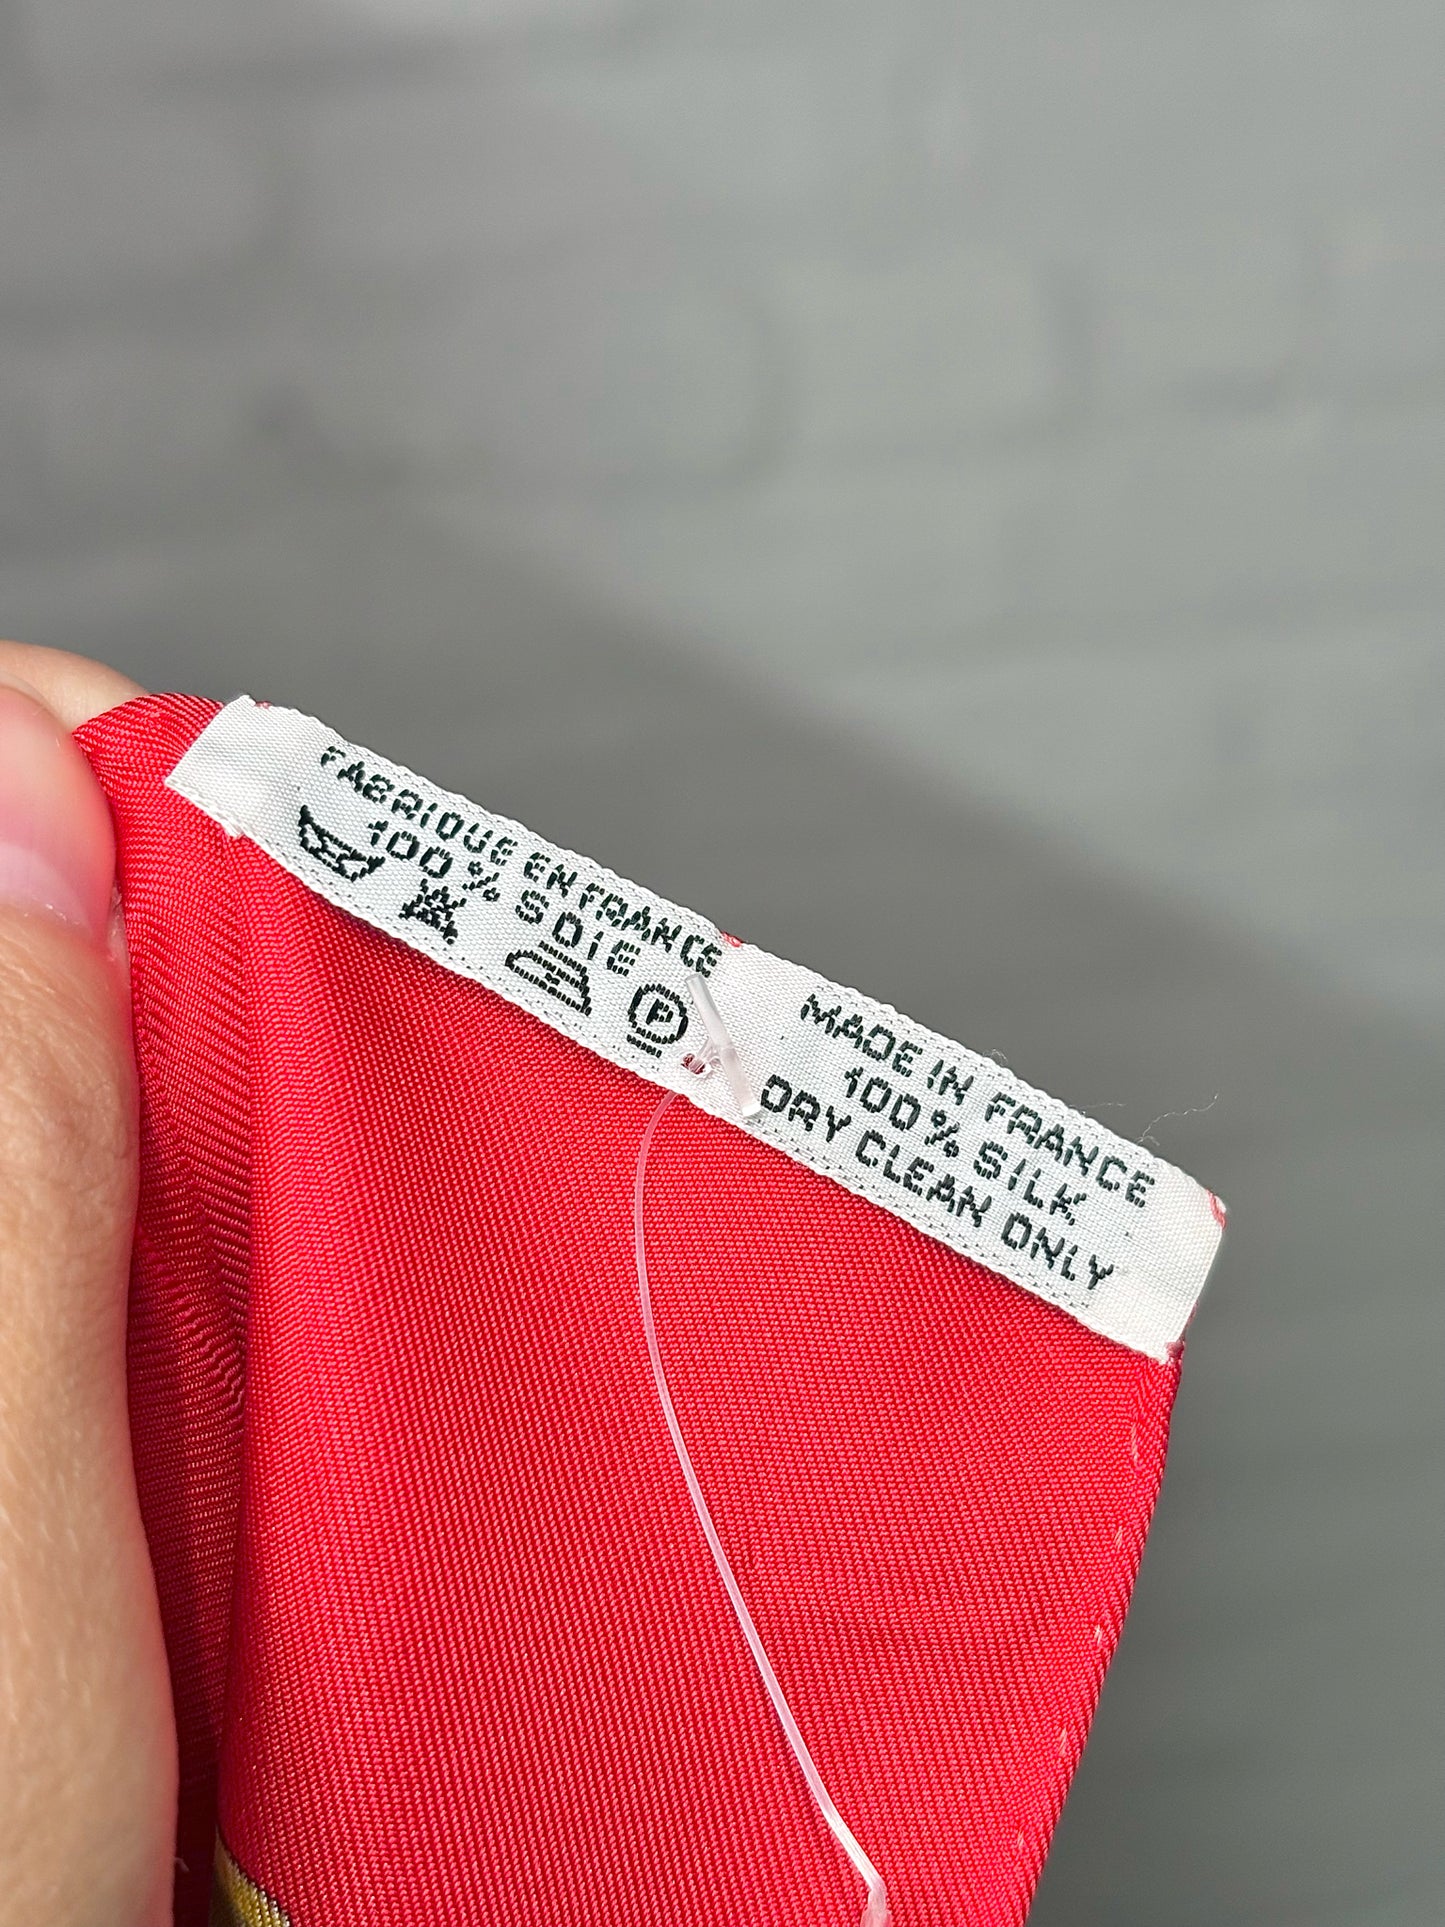 FABRIQUE EN FRANCE
100% SOIE
P
MADE IN FRANCE
100% SILK
DRY CLEAN ONLY